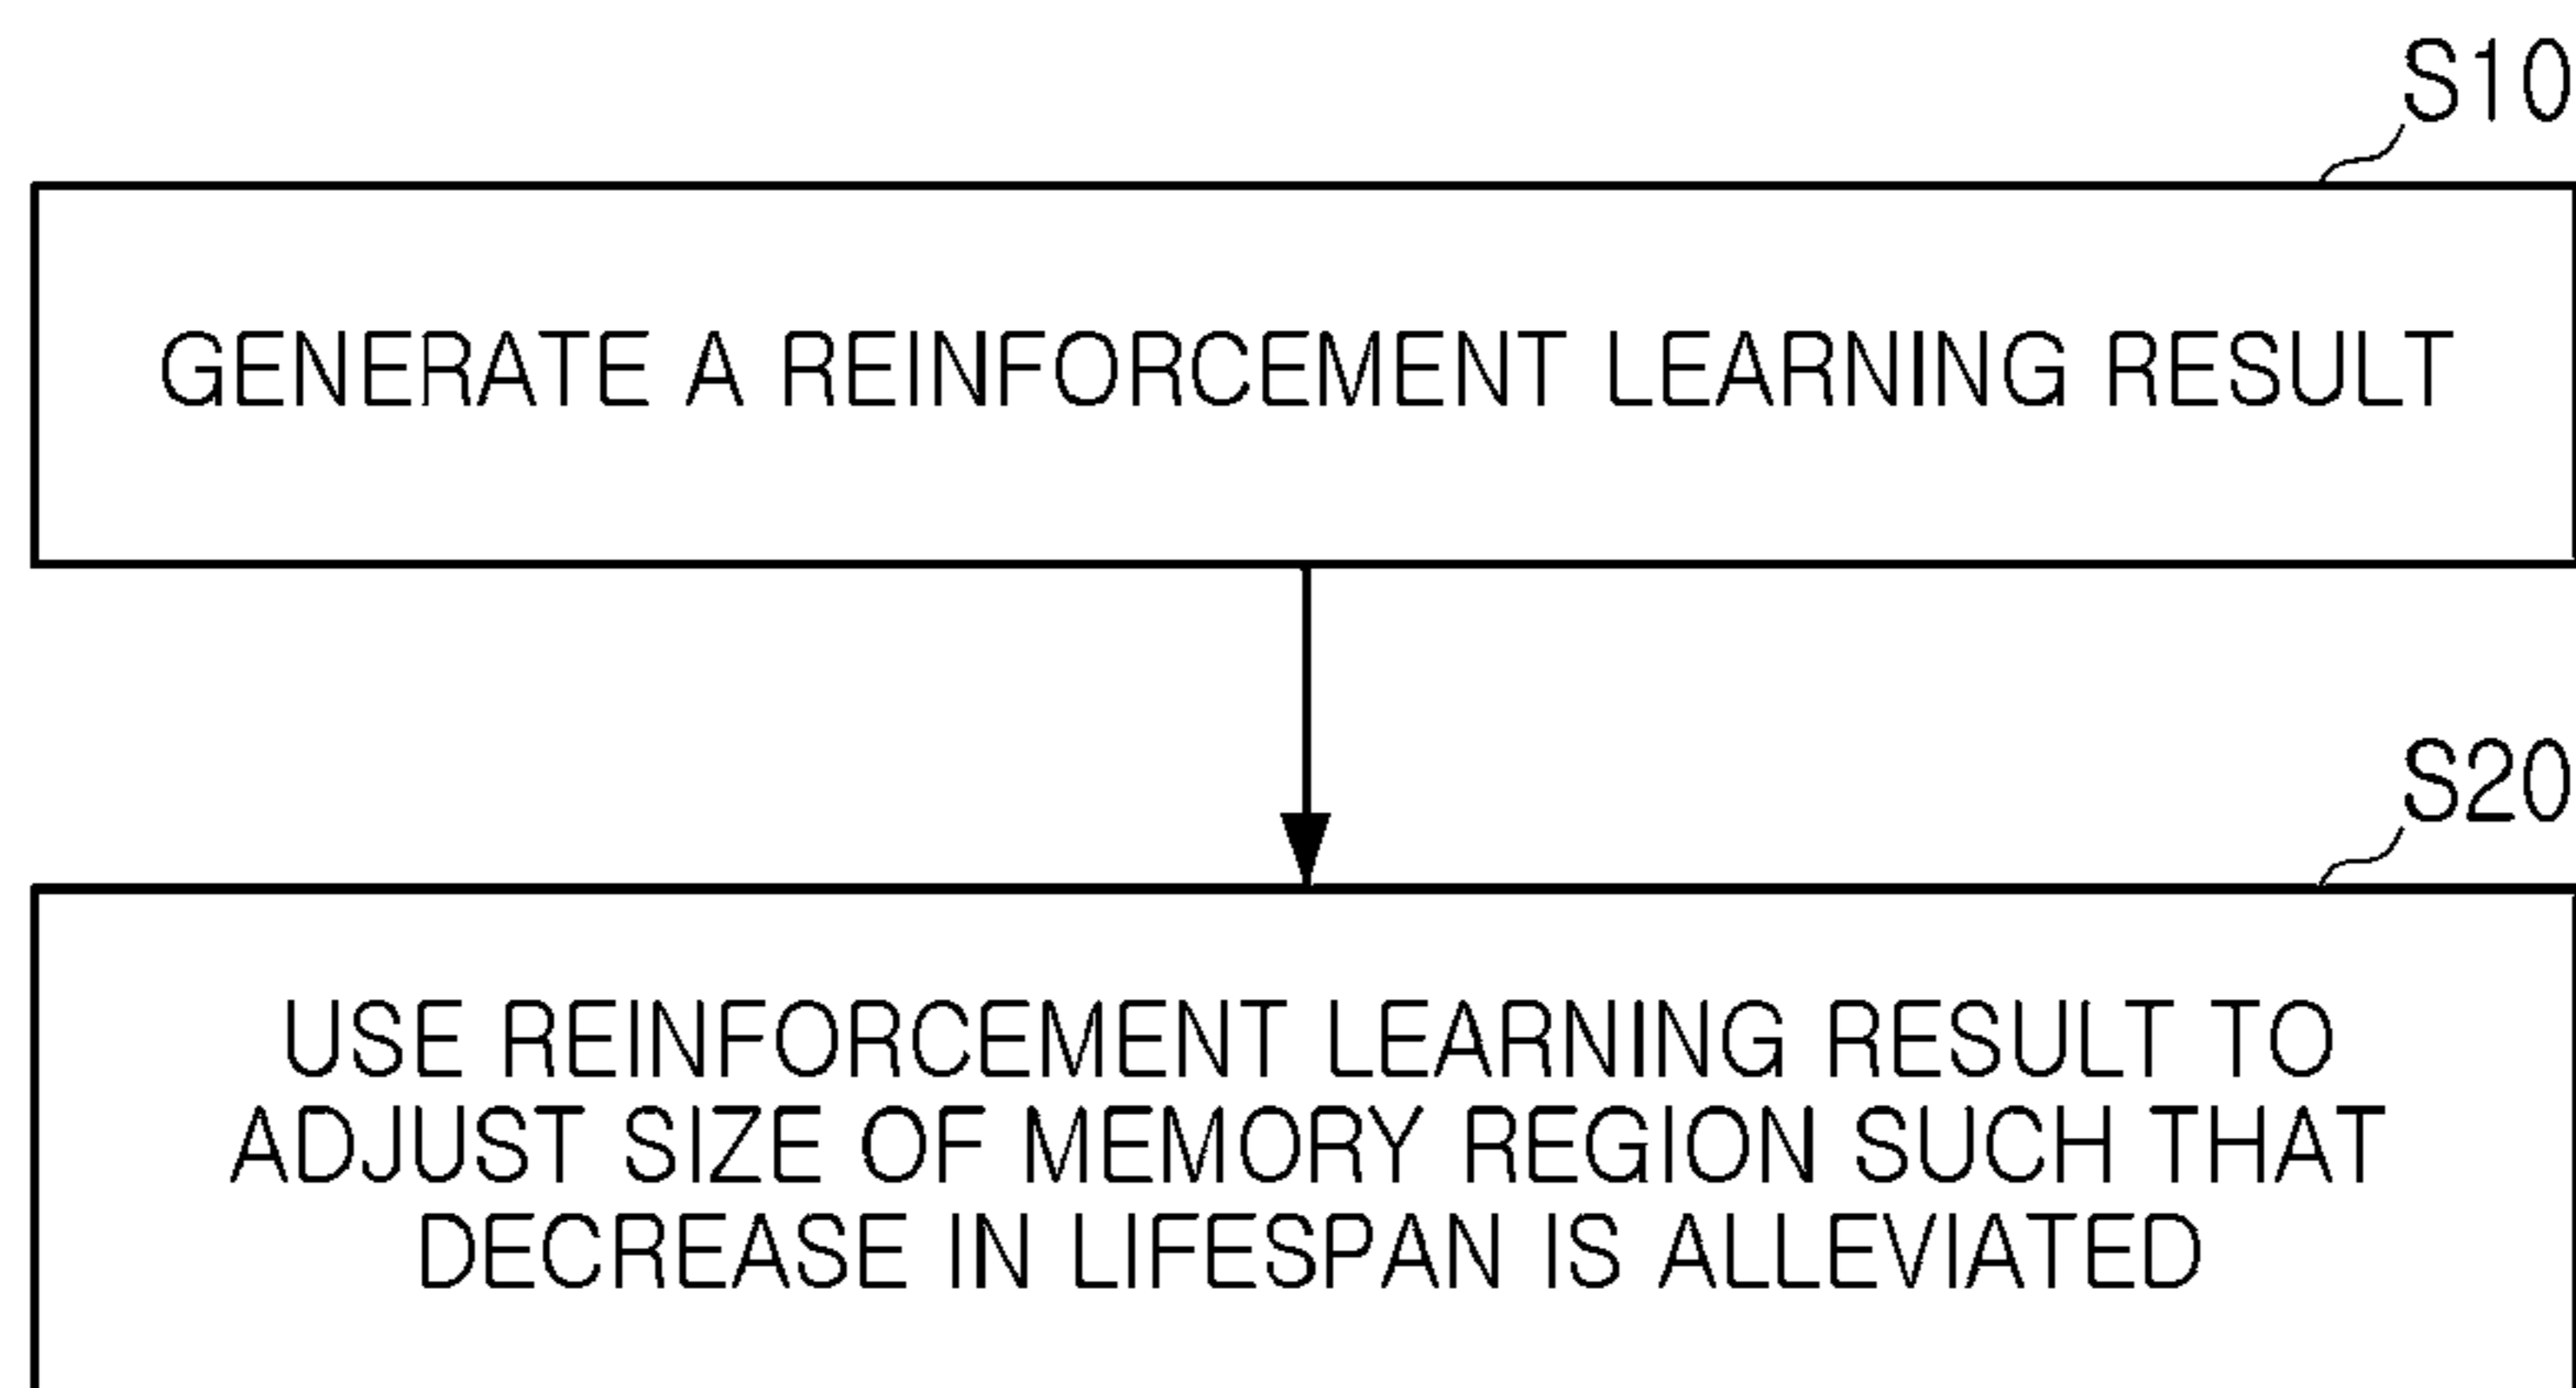 S10
GENERATE A REINFORCEMENT LEARNING RESULT
S20
USE REINFORCEMENT LEARNING RESULT TO
ADJUST SIZE OF MEMORY REGION SUCH THAT
DECREASE IN LIFESPAN IS ALLEVIATED